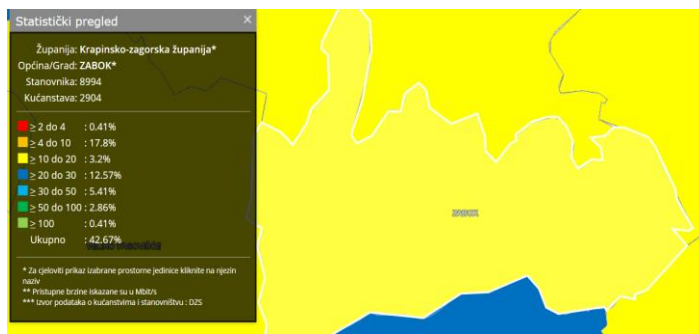 Statistički pregled ×
Županija: Krapinsko-zagorska županija*
Općina/Grad: ZABOK*
Stanovnika: 8994
Kućanstava: 2904
≥ 2 do 4 : 0.41%
≥ 4 do 10 : 17.8%
≥ 10 do 20 : 3.2%
≥ 20 do 30 : 12.57%
≥ 30 do 50 : 5.41%
≥ 50 do 100 : 2.86%
≥ 100 : 0.41%
Ukupno : 42.67%
* Za cjeloviti prikaz izabrane prostorne jedinice kliknite na njezin
naziv
** Pristupne brzine iskazane su u Mbit/s
*** Izvor podataka o kućanstvima i stanovništvu : DZS
ZABOK